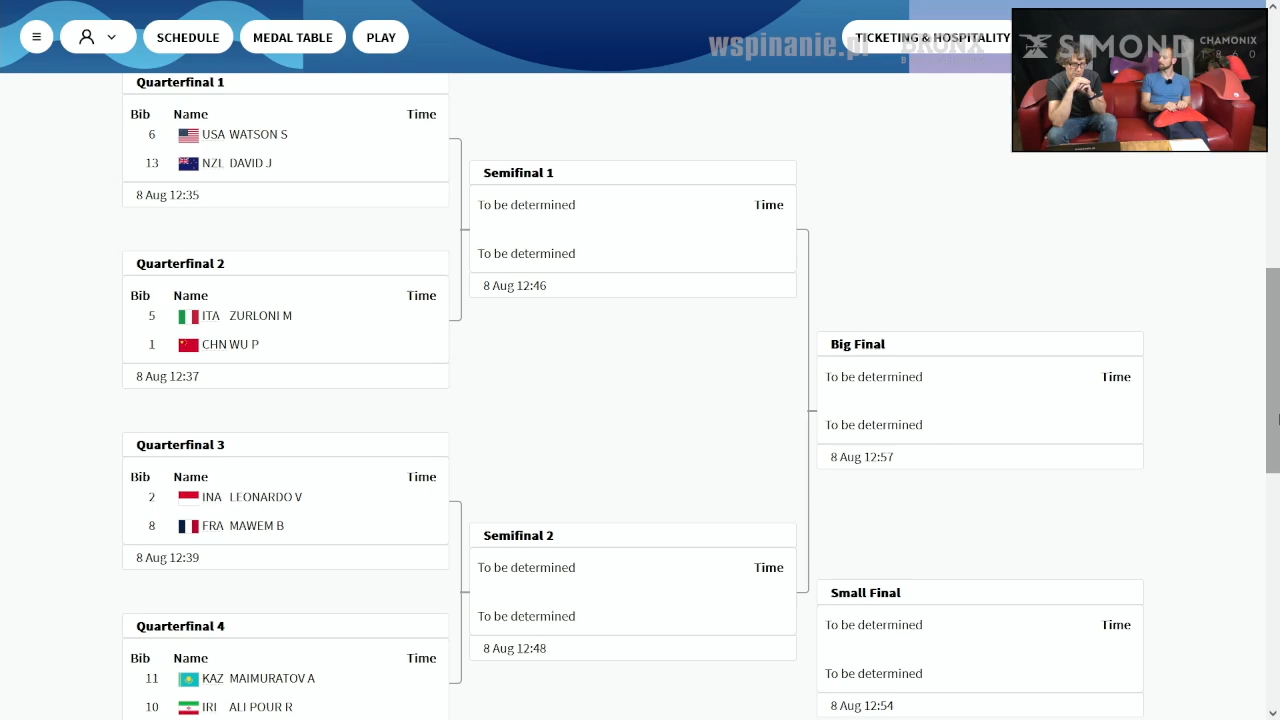 SCHEDULE
MEDAL TABLE
PLAY
TICKETING & HOSPITALITY
wspinanie.pl
BRONX
SIMOND
CHAMONIX
1860
Quarterfinal 1
Bib Name Time
6 USA WATSON S
13 NZL DAVID J
8 Aug 12:35
Quarterfinal 2
Bib Name Time
5 ITA ZURLONI M
1 CHN WU P
8 Aug 12:37
Quarterfinal 3
Bib Name Time
2 INA LEONARDO V
8 FRA MAWEM B
8 Aug 12:39
Quarterfinal 4
Bib Name Time
11 KAZ MAIMURATOV A
10 IRI ALI POUR R
Semifinal 1
To be determined Time
To be determined
8 Aug 12:46
Semifinal 2
To be determined Time
To be determined
8 Aug 12:48
Big Final
To be determined Time
To be determined
8 Aug 12:57
Small Final
To be determined Time
To be determined
8 Aug 12:54